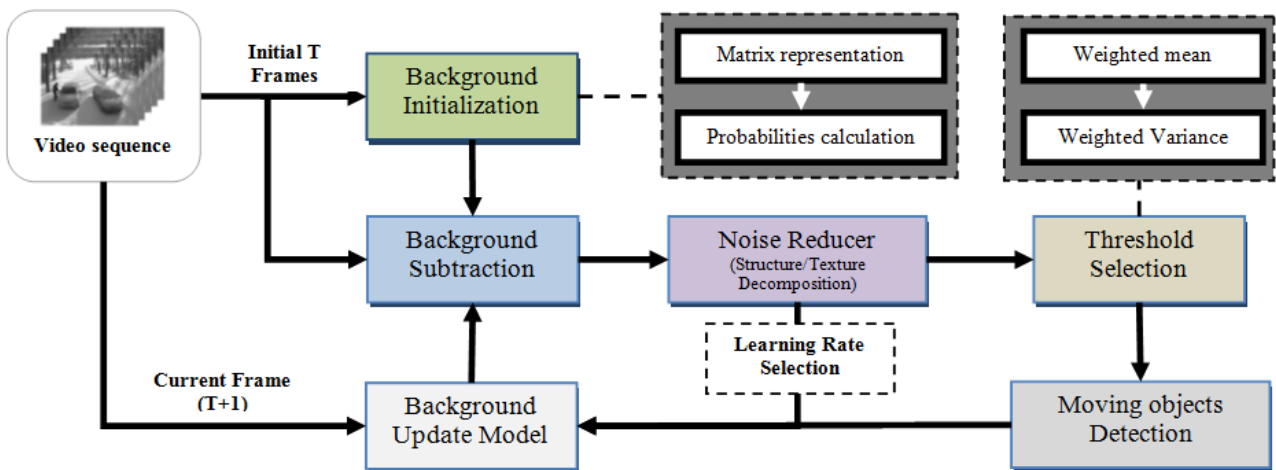 Video sequence
Initial T
Frames
Background
Initialization
Matrix representation
Probabilities calculation
Weighted mean
Weighted Variance
Background
Subtraction
Noise Reducer
(Structure/Texture
Decomposition)
Threshold
Selection
Learning Rate
Selection
Current Frame
(T+1)
Background
Update Model
Moving objects
Detection